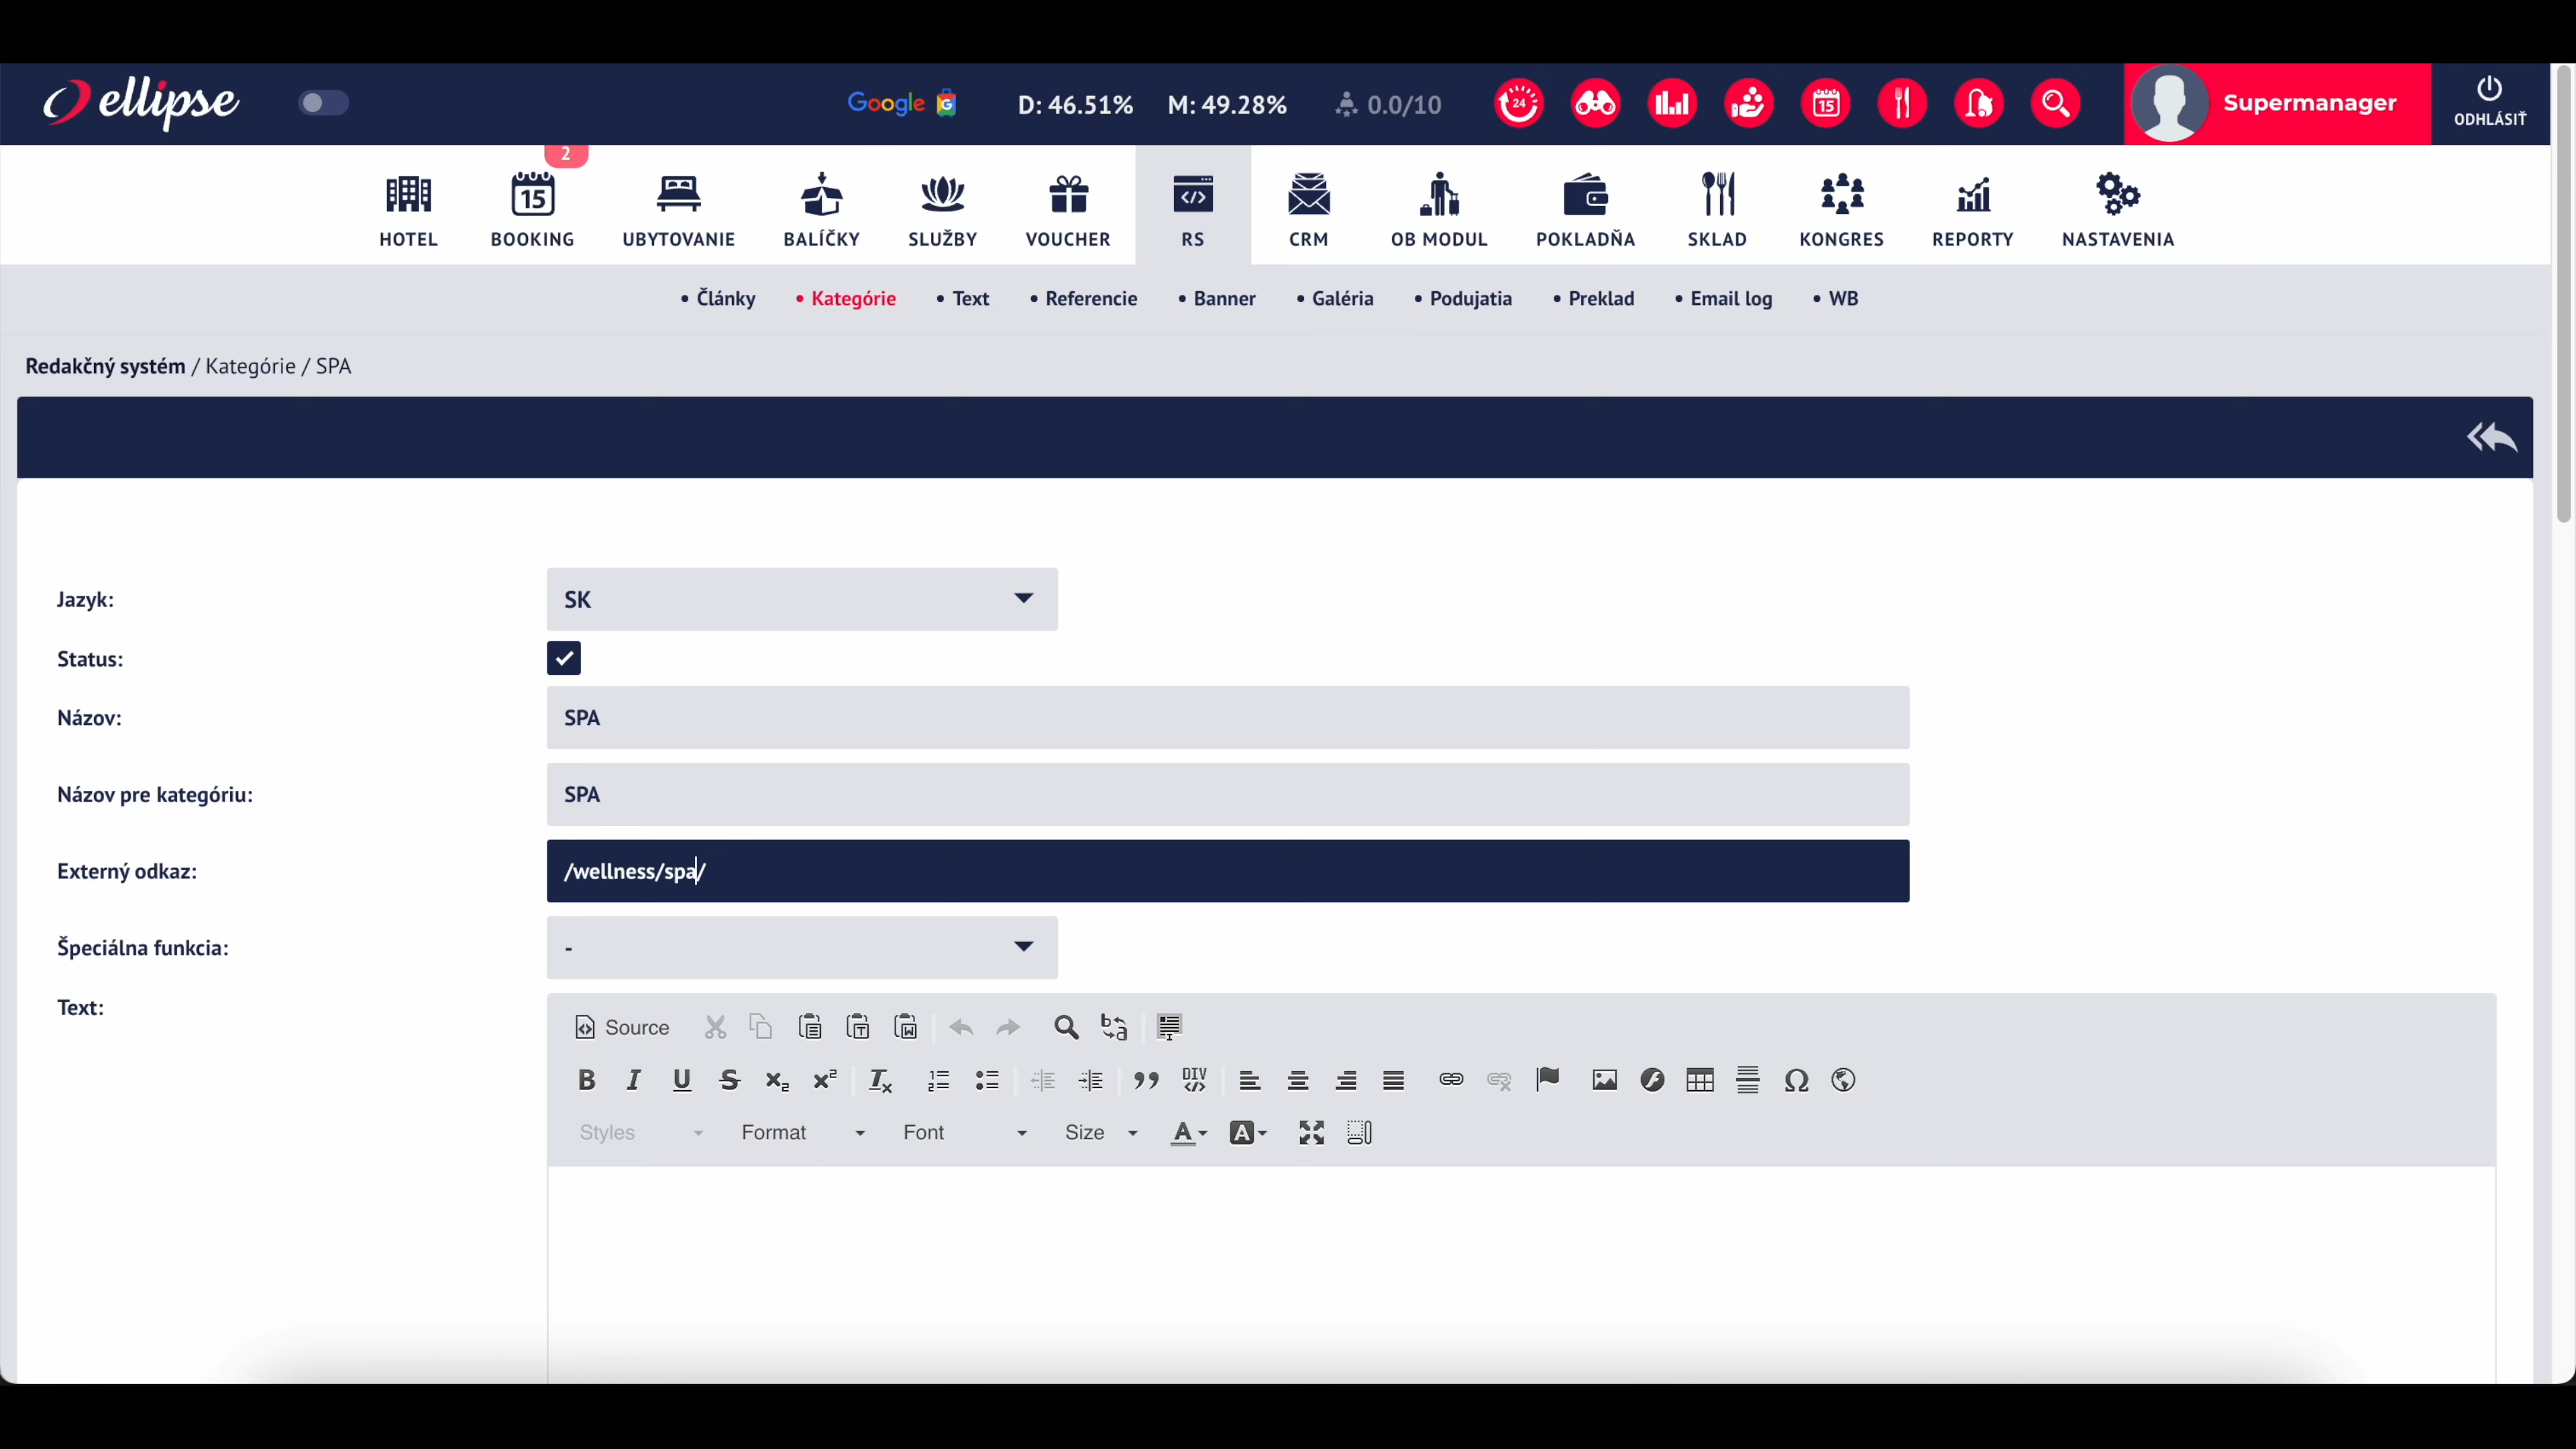 ellipse
Google G D: 46.51% M: 49.28% 0.0/10 24 15 Supermanager ODHLÁSIŤ
2
15
HOTEL BOOKING UBYTOVANIE BALÍČKY SLUŽBY VOUCHER RS CRM OB MODUL POKLADŇA SKLAD KONGRES REPORTY NASTAVENIA
• Články • Kategórie • Text • Referencie • Banner • Galéria • Podujatia • Preklad • Email log • WB
Redakčný systém / Kategórie / SPA
Jazyk: SK
Status:
Názov: SPA
Názov pre kategóriu: SPA
Externý odkaz: /wellness/spa/
Špeciálna funkcia: -
Text:
Source
Styles Format Font Size